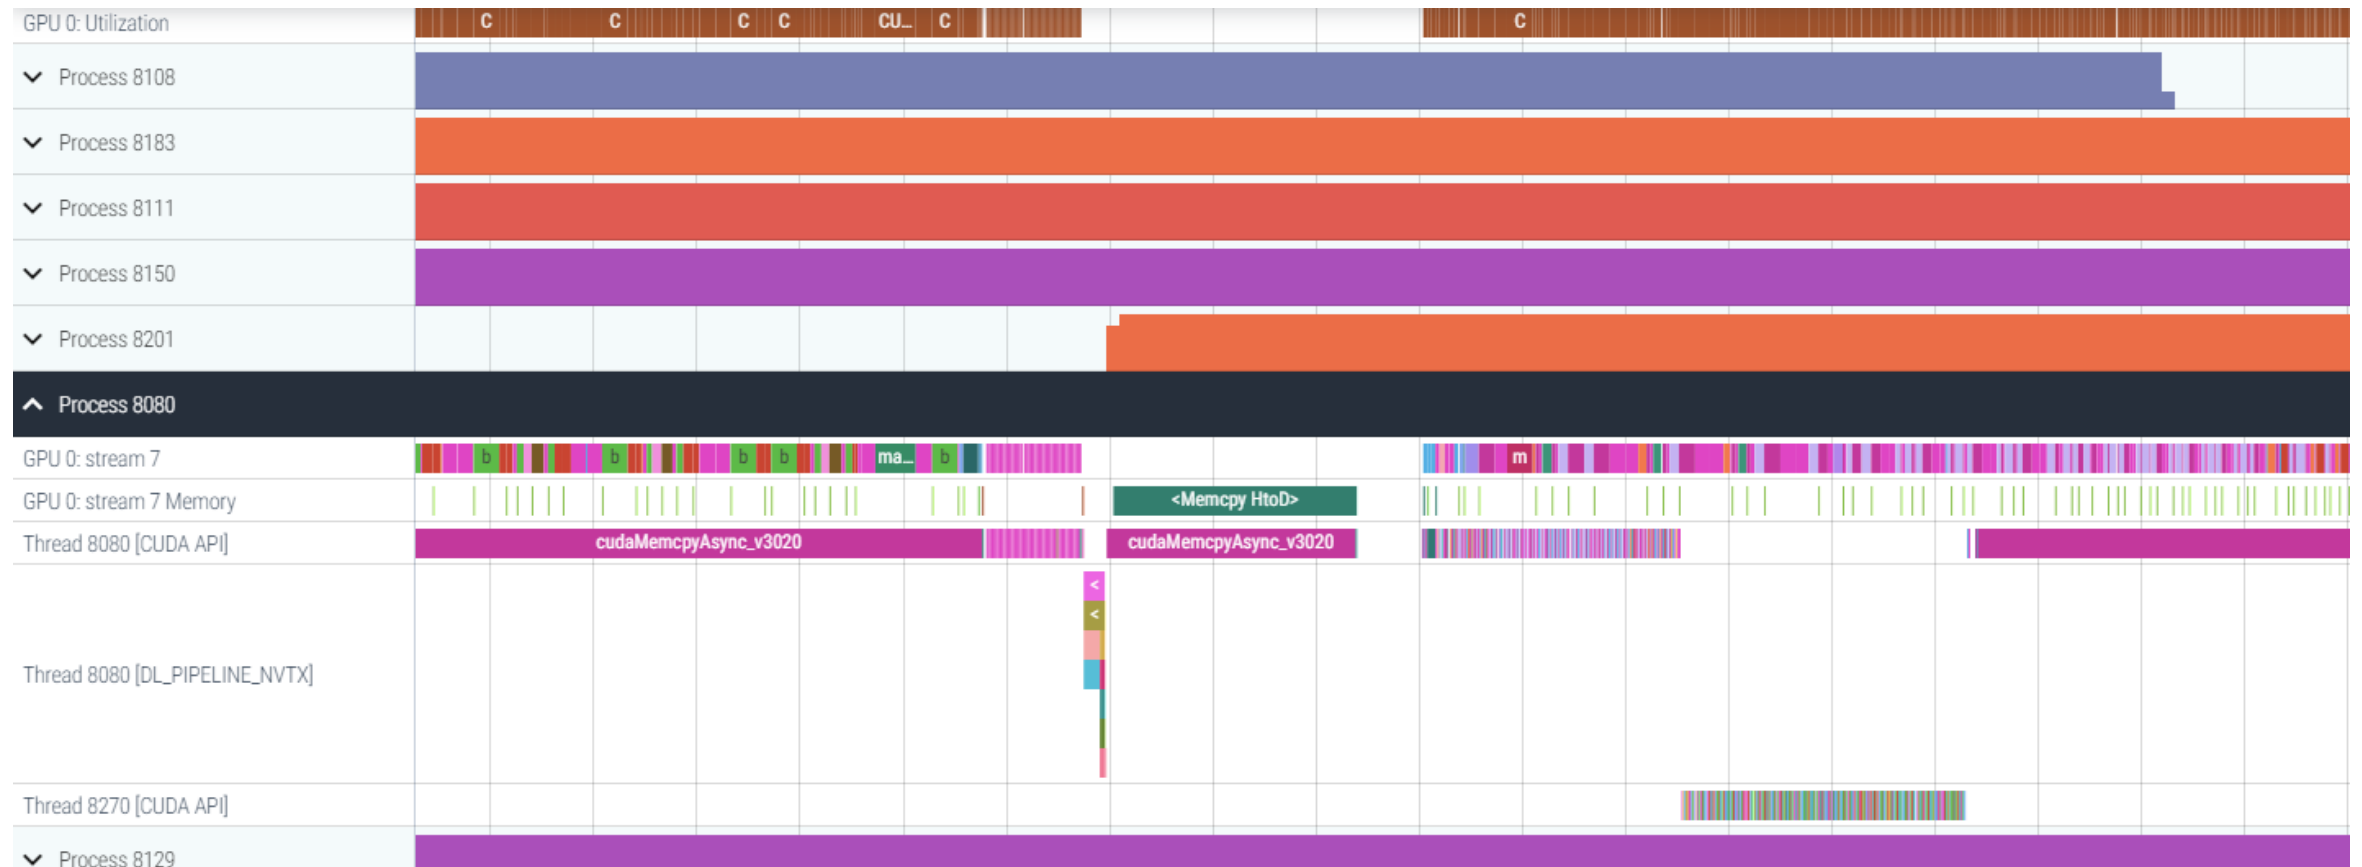 GPU 0: Utilization C C C C CU... C C
Process 8108
Process 8183
Process 8111
Process 8150
Process 8201
Process 8080
GPU 0: stream 7 b b b b ma... b m
GPU 0: stream 7 Memory <Memcpy HtoD>
Thread 8080 [CUDA API] cudaMemcpyAsync_v3020 cudaMemcpyAsync_v3020
<
<
Thread 8080 [DL_PIPELINE_NVTX]
Thread 8270 [CUDA API]
Process 8129